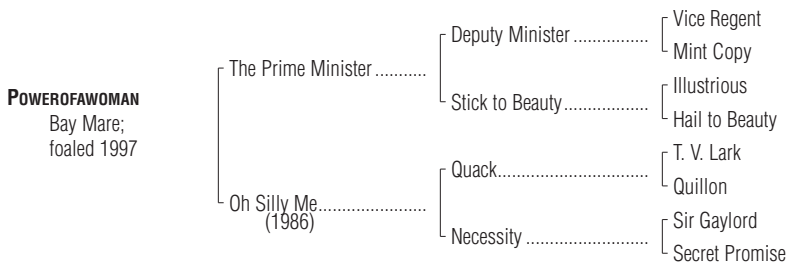 Vice Regent
Deputy Minister ................
Mint Copy
The Prime Minister ...........
Illustrious
Stick to Beauty..................
Hail to Beauty
POWEROFAWOMAN
Bay Mare;
foaled 1997
T. V. Lark
Quack................................
Quillon
Oh Silly Me.......................
(1986)
Sir Gaylord
Necessity ..........................
Secret Promise